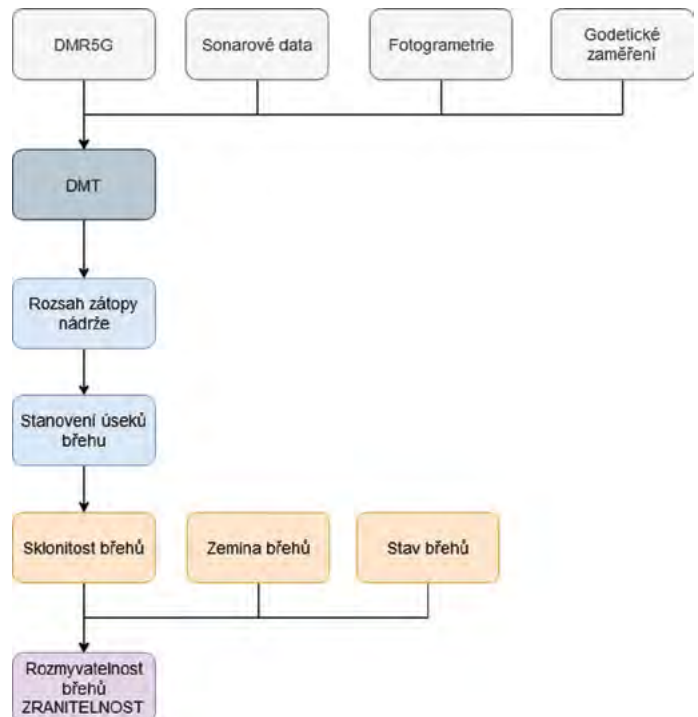 DMR5G
Sonarové data
Fotogrametrie
Godetické
zaměření
DMT
Rozsah zátopy
nádrže
Stanovení úseků
břehu
Sklonitost břehů
Zemina břehů
Stav břehů
Rozmyvatelnost
břehů
ZRANITELNOST